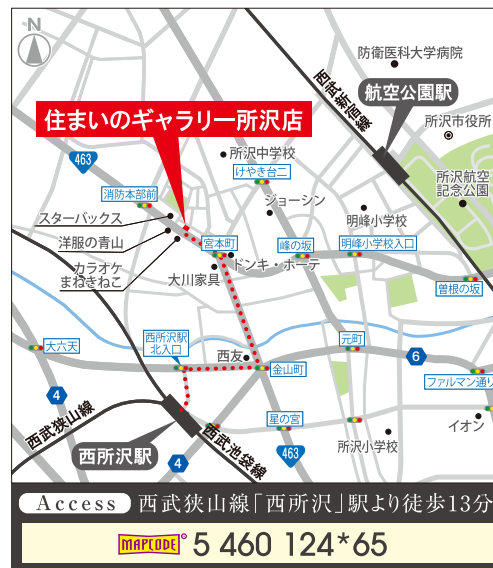 N
防衛医科大学病院
西武新宿線
航空公園駅
住まいのギャラリー所沢店
所沢市役所
463
所沢中学校
けやき台二
所沢航空
記念公園
消防本部前
スターバックス
ジョーシン
洋服の青山
明峰小学校
カラオケ
まねきねこ
宮本町
ドンキ・ホーテ
峰の坂
明峰小学校入口
大川家具
曽根の坂
大六天
西所沢駅
北入口
西友
金山町
元町
6
ファルマン通り
4
西武狭山線
西所沢駅
西武池袋線
4
星の宮
463
所沢小学校
イオン
Access 西武狭山線「西所沢」駅より徒歩13分
MAPCODE® 5 460 124*65